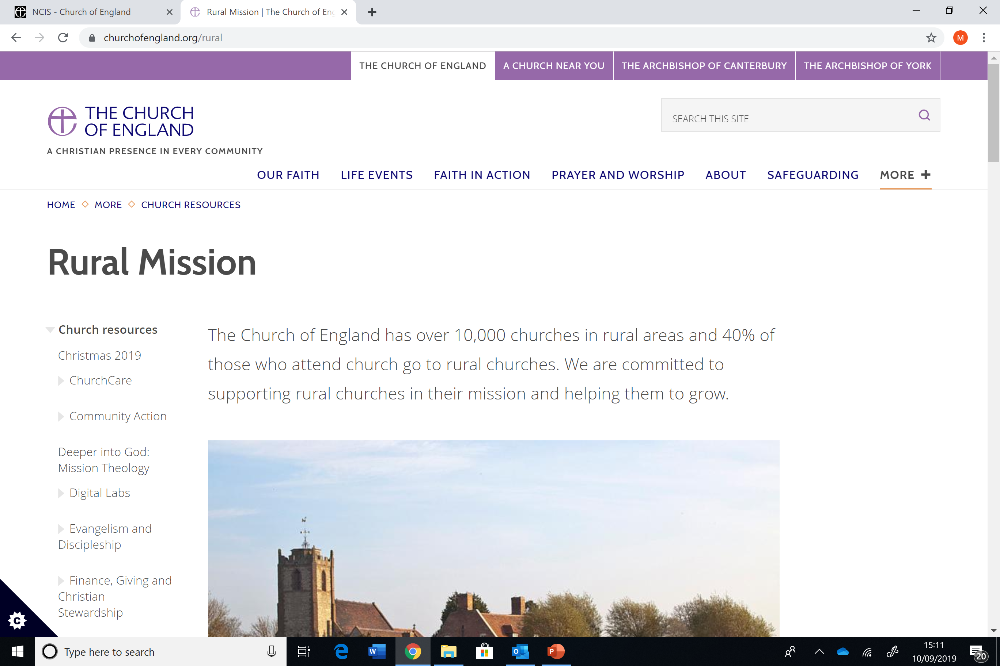 NCIS - Church of England
Rural Mission | The Church of Eng
churchofengland.org/rural
M
THE CHURCH OF ENGLAND
A CHURCH NEAR YOU
THE ARCHBISHOP OF CANTERBURY
THE ARCHBISHOP OF YORK
THE CHURCH
OF ENGLAND
A CHRISTIAN PRESENCE IN EVERY COMMUNITY
SEARCH THIS SITE
OUR FAITH
LIFE EVENTS
FAITH IN ACTION
PRAYER AND WORSHIP
ABOUT
SAFEGUARDING
MORE +
HOME
MORE
CHURCH RESOURCES
Rural Mission
Church resources
Christmas 2019
ChurchCare
Community Action
Deeper into God:
Mission Theology
Digital Labs
Evangelism and
Discipleship
Finance, Giving and
Christian
Stewardship
The Church of England has over 10,000 churches in rural areas and 40% of
those who attend church go to rural churches. We are committed to
supporting rural churches in their mission and helping them to grow.
C
Type here to search
W
O
P
15:11
10/09/2019
20